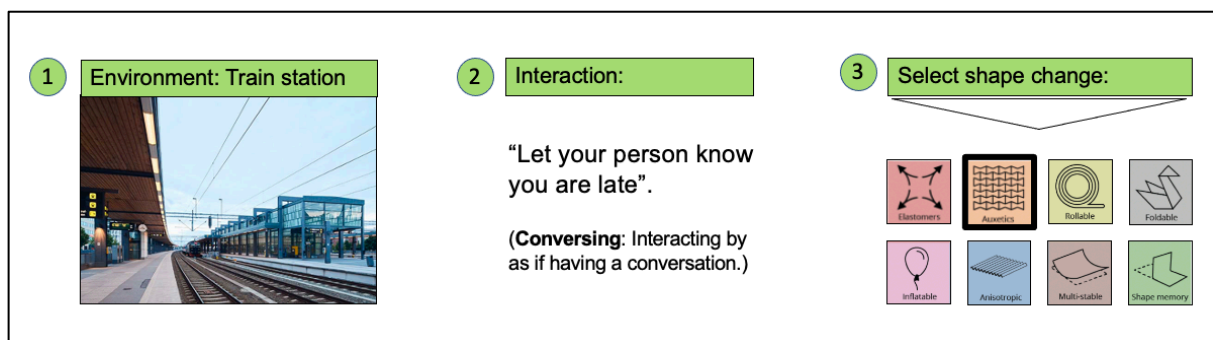 1
Environment: Train station
2
Interaction:
“Let your person know
you are late”.
(Conversing: Interacting by
as if having a conversation.)
3
Select shape change:
Elastomers
Auxetics
Rollable
Foldable
Inflatable
Anisotropic
Multi-stable
Shape memory